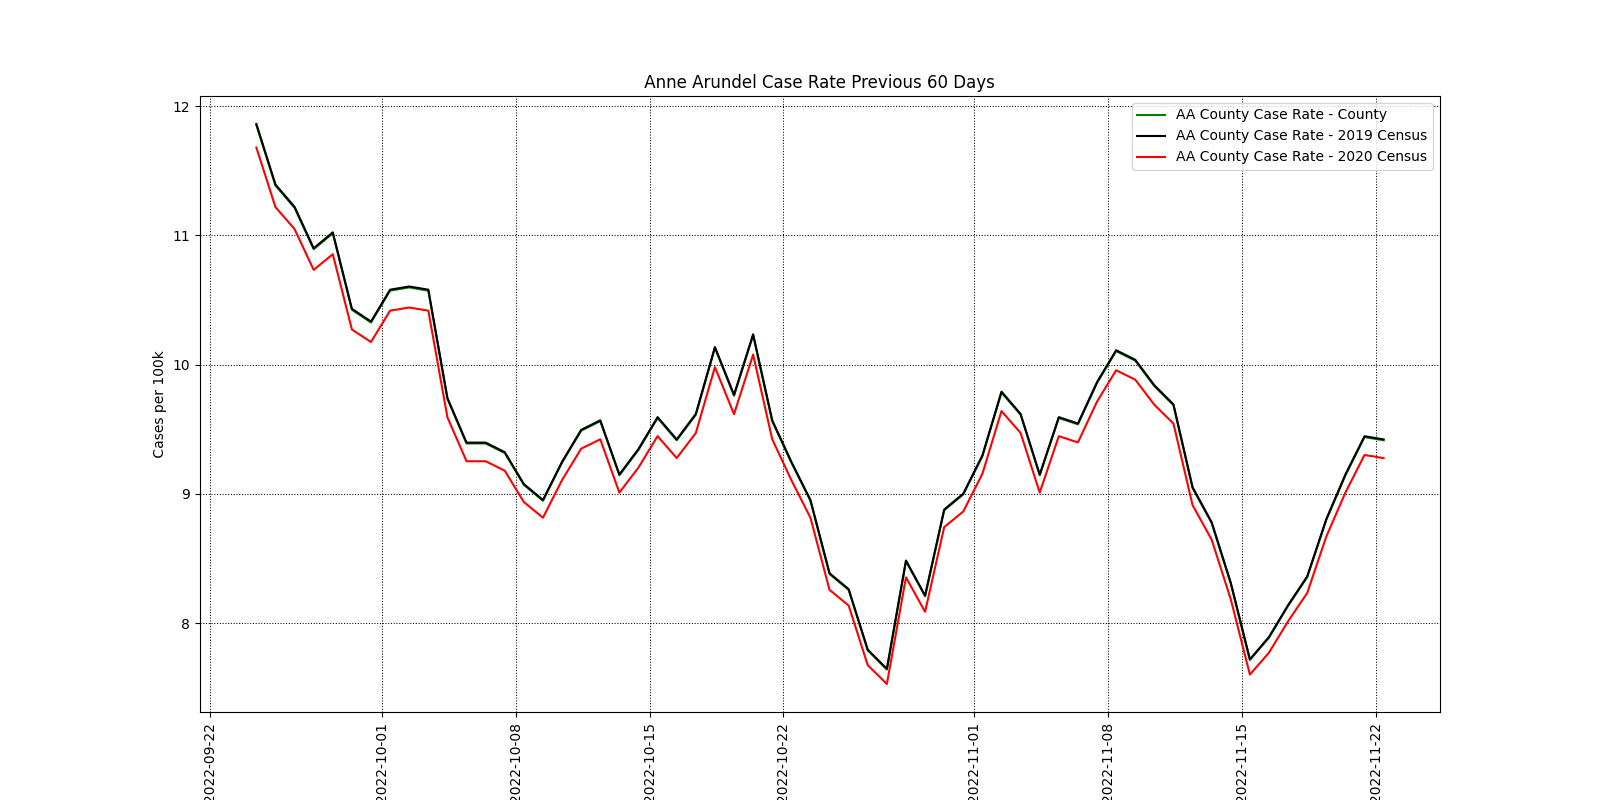 Anne Arundel Case Rate Previous 60 Days
AA County Case Rate - County
AA County Case Rate - 2019 Census
AA County Case Rate - 2020 Census
Cases per 100k
12
11
10
9
8
2022-09-22
2022-10-01
2022-10-08
2022-10-15
2022-10-22
2022-11-01
2022-11-08
2022-11-15
2022-11-22